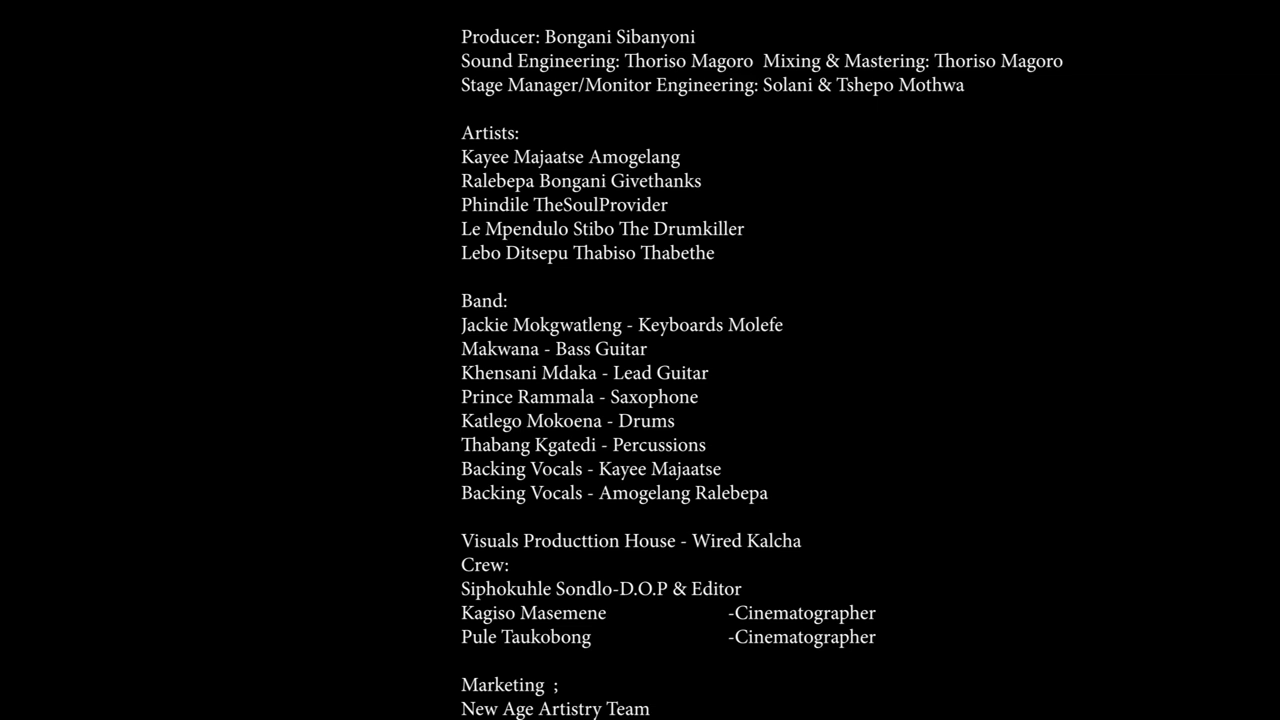 Producer: Bongani Sibanyoni
Sound Engineering: Thoriso Magoro  Mixing & Mastering: Thoriso Magoro
Stage Manager/Monitor Engineering: Solani & Tshepo Mothwa
Artists:
Kayee Majaatse Amogelang
Ralebepa Bongani Givethanks
Phindile TheSoulProvider
Le Mpendulo Stibo The Drumkiller
Lebo Ditsepu Thabiso Thabethe
Band:
Jackie Mokgwatleng - Keyboards Molefe
Makwana - Bass Guitar
Khensani Mdaka - Lead Guitar
Prince Rammala - Saxophone
Katlego Mokoena - Drums
Thabang Kgatedi - Percussions
Backing Vocals - Kayee Majaatse
Backing Vocals - Amogelang Ralebepa
Visuals Producttion House - Wired Kalcha
Crew:
Siphokuhle Sondlo-D.O.P & Editor
Kagiso Masemene -Cinematographer
Pule Taukobong -Cinematographer
Marketing  ;
New Age Artistry Team